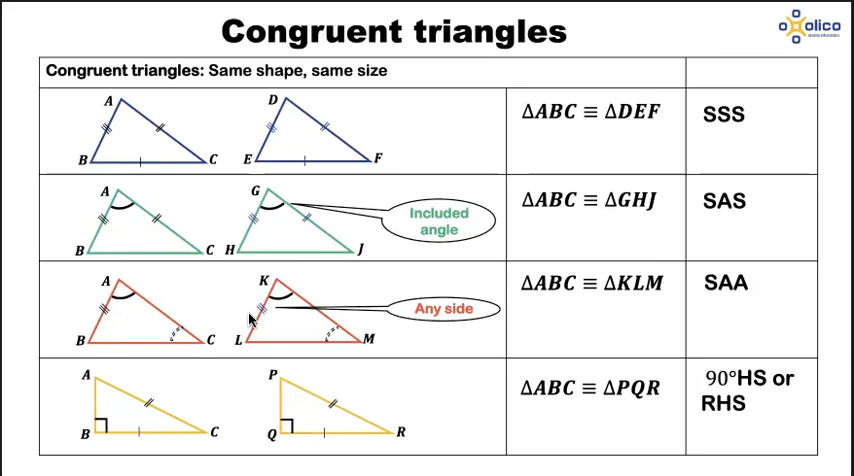 Congruent triangles
olico
Congruent triangles: Same shape, same size
A
B
C
D
E
F
ΔABC ≡ ΔDEF
SSS
A
B
C
G
H
J
Included
angle
ΔABC ≡ ΔGHJ
SAS
A
B
C
K
L
M
Any side
ΔABC ≡ ΔKLM
SAA
A
B
C
P
Q
R
ΔABC ≡ ΔPQR
90°HS or
RHS